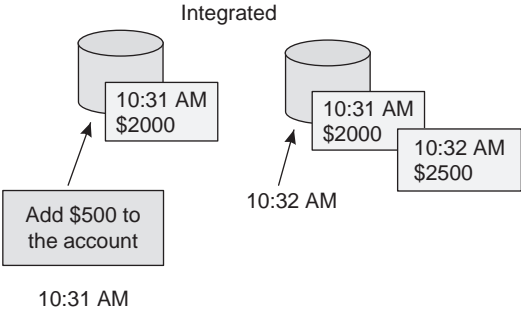 Integrated
10:31 AM
$2000
Add $500 to
the account
10:31 AM
10:31 AM
$2000
10:32 AM
$2500
10:32 AM